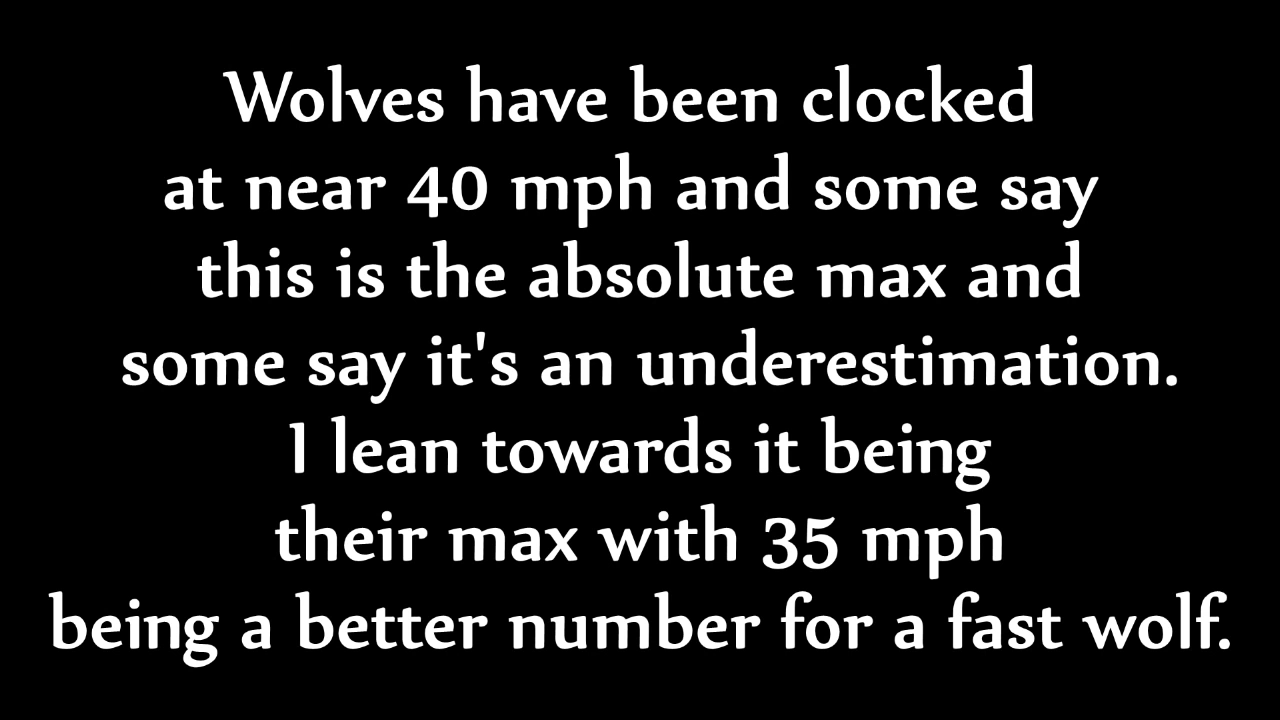 Wolves have been clocked
at near 40 mph and some say
this is the absolute max and
some say it's an underestimation.
I lean towards it being
their max with 35 mph
being a better number for a fast wolf.